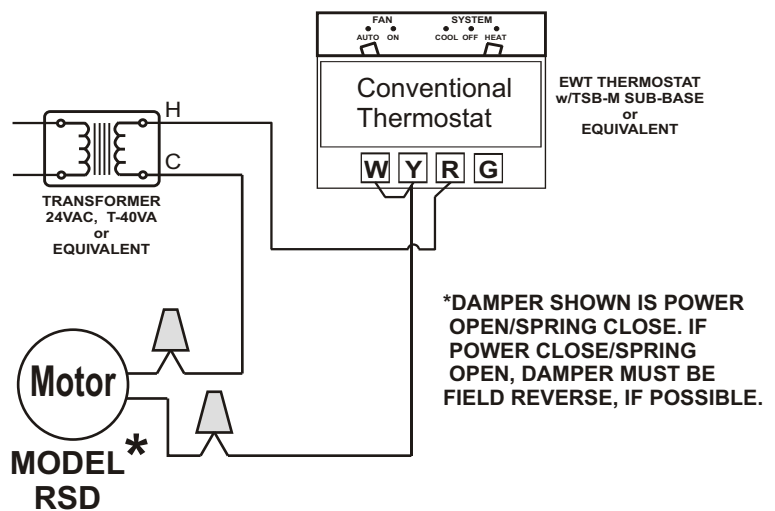 FAN SYSTEM
AUTO ON COOL OFF HEAT
Conventional
Thermostat
W Y R G
EWT THERMOSTAT
w/TSB-M SUB-BASE
or
EQUIVALENT
H
C
TRANSFORMER
24VAC, T-40VA
or
EQUIVALENT
*DAMPER SHOWN IS POWER
OPEN/SPRING CLOSE. IF
POWER CLOSE/SPRING
OPEN, DAMPER MUST BE
FIELD REVERSE, IF POSSIBLE.
Motor
MODEL*
RSD